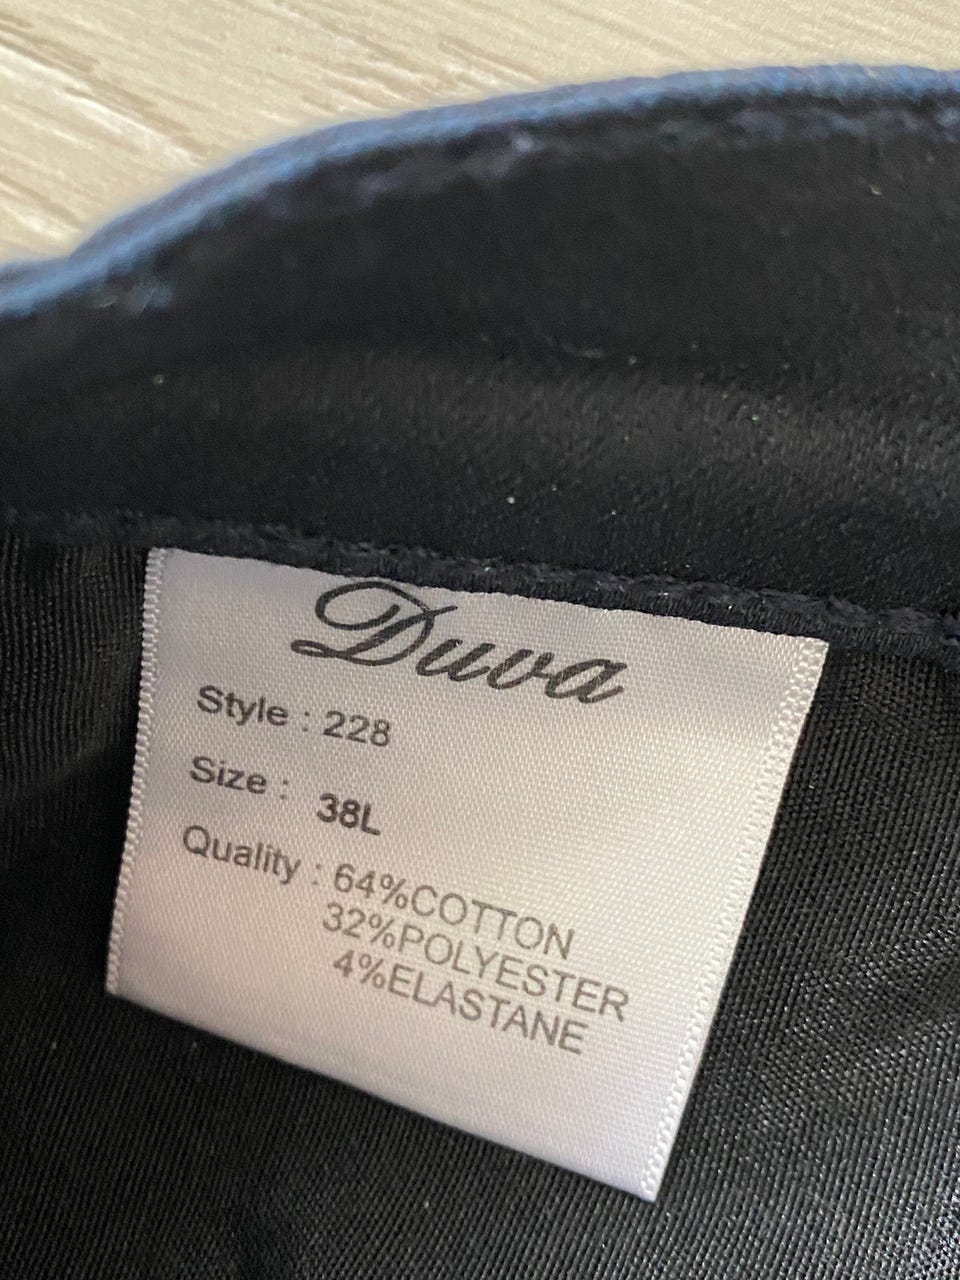 Duva
Style : 228
Size : 38L
Quality : 64%COTTON
32%POLYESTER
4%ELASTANE